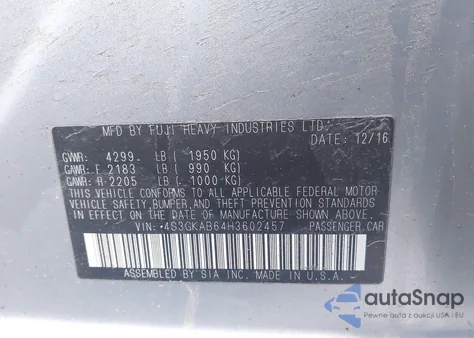 MFD BY FUJI HEAVY INDUSTRIES LTD.
DATE: 12/16
GVWR: 4299 LB ( 1950 KG)
GAWR: F 2183 LB ( 990 KG)
GAWR: R 2205 LB ( 1000 KG)
THIS VEHICLE CONFORMS TO ALL APPLICABLE FEDERAL MOTOR
VEHICLE SAFETY, BUMPER, AND THEFT PREVENTION STANDARDS
IN EFFECT ON THE DATE OF MANUFACTURE SHOWN ABOVE.
VIN: 4S3GKAB64H3602457 PASSENGER CAR
ASSEMBLED BY SIA INC. MADE IN U.S.A.
autoSnap
Pewne auta z aukcji USA i EU